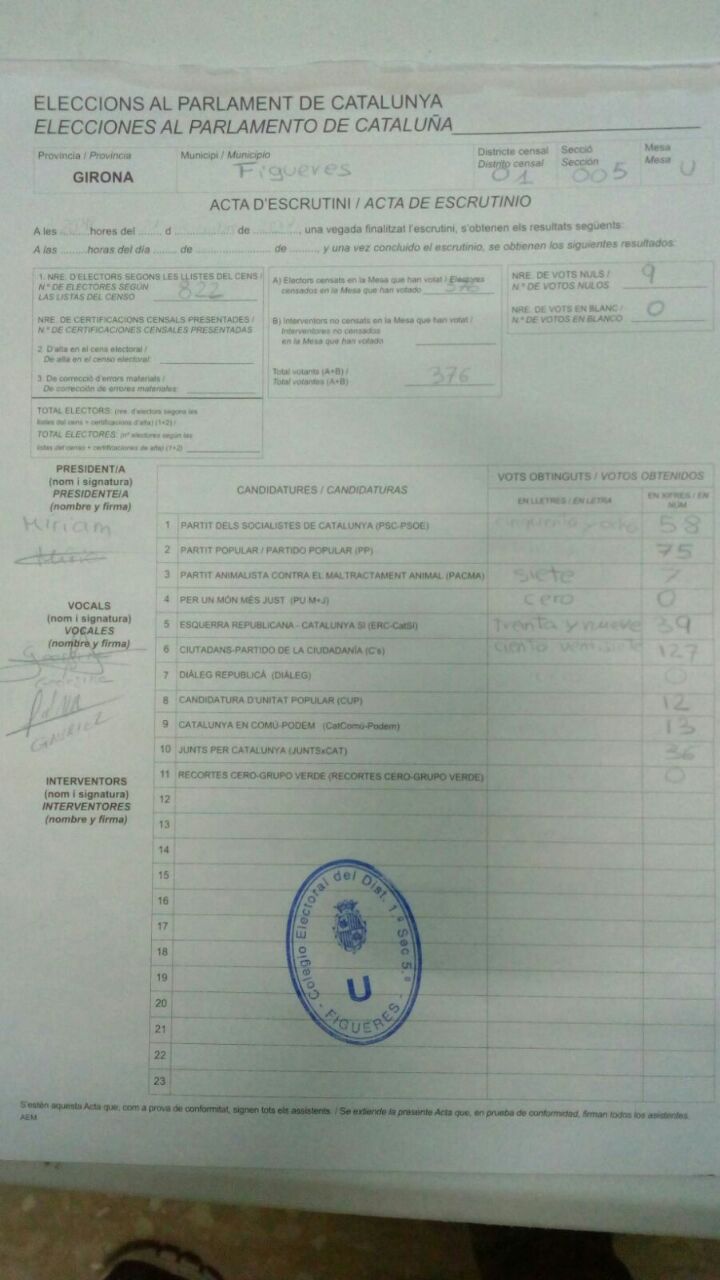 ELECCIONS AL PARLAMENT DE CATALUNYA
ELECCIONES AL PARLAMENTO DE CATALUÑA
Provincia / Provincia
GIRONA
Municipi / Municipio
Figueres
Districte censal
Distrito censal
01
Secció
Sección
005
Mesa
Mesa
U
ACTA D'ESCRUTINI / ACTA DE ESCRUTINIO
A les hores del d de de , una vegada finalitzat l'escrutini, s'obtenen els resultats següents:
A las horas del día de de , y una vez concluido el escrutinio, se obtienen los siguientes resultados:
1. NRE. D'ELECTORS SEGONS LES LLISTES DEL CENS /
N.º DE ELECTORES SEGÚN
LAS LISTAS DEL CENSO 822
NRE. DE CERTIFICACIONS CENSALS PRESENTADES /
N.º DE CERTIFICACIONES CENSALES PRESENTADAS
2. D'alta en el cens electoral /
De alta en el censo electoral:
3. De correcció d'errors materials /
De corrección de errores materiales:
TOTAL ELECTORS: (nre. d'electors segons les
llistes del cens + certificacions d'alta) (1+2) /
TOTAL ELECTORES: (nº electores según las
listas del censo + certificaciones de alta) (1+2)
A) Electors censats en la Mesa que han votat / Electores
censados en la Mesa que han votado 376
B) Interventors no censats en la Mesa que han votat /
Interventores no censados
en la Mesa que han votado
Total votants (A+B) /
Total votantes (A+B) 376
NRE. DE VOTS NULS /
N.º DE VOTOS NULOS 9
NRE. DE VOTS EN BLANC /
N.º DE VOTOS EN BLANCO 0
PRESIDENT/A
(nom i signatura)
PRESIDENTE/A
(nombre y firma)
Miriam
VOCALS
(nom i signatura)
VOCALES
(nombre y firma)
GABRIEL
INTERVENTORS
(nom i signatura)
INTERVENTORES
(nombre y firma)
CANDIDATURES / CANDIDATURAS
VOTS OBTINGUTS / VOTOS OBTENIDOS
EN LLETRES / EN LETRA
EN XIFRES / EN NÚM
1 PARTIT DELS SOCIALISTES DE CATALUNYA (PSC-PSOE) cinquenta y ocho 58
2 PARTIT POPULAR / PARTIDO POPULAR (PP) 75
3 PARTIT ANIMALISTA CONTRA EL MALTRACTAMENT ANIMAL (PACMA) siete 7
4 PER UN MÓN MÉS JUST (PU M+J) cero 0
5 ESQUERRA REPUBLICANA - CATALUNYA SI (ERC-CatSI) treinta y nueve 39
6 CIUTADANS-PARTIDO DE LA CIUDADANÍA (C's) ciento 127
7 DIÀLEG REPUBLICÀ (DIÀLEG) 0
8 CANDIDATURA D'UNITAT POPULAR (CUP) 12
9 CATALUNYA EN COMÚ-PODEM (CatComú-Podem) 13
10 JUNTS PER CATALUNYA (JUNTSxCAT) 36
11 RECORTES CERO-GRUPO VERDE (RECORTES CERO-GRUPO VERDE) 0
12
13
14
15
16
17
18
19
20
21
22
23
Colegio Electoral del Dist. 1.º Sec 5.ª
U
- FIGUERES -
S'estén aquesta Acta que, com a prova de conformitat, signen tots els assistents. / Se extiende la presente Acta que, en prueba de conformidad, firman todos los asistentes.
AEM